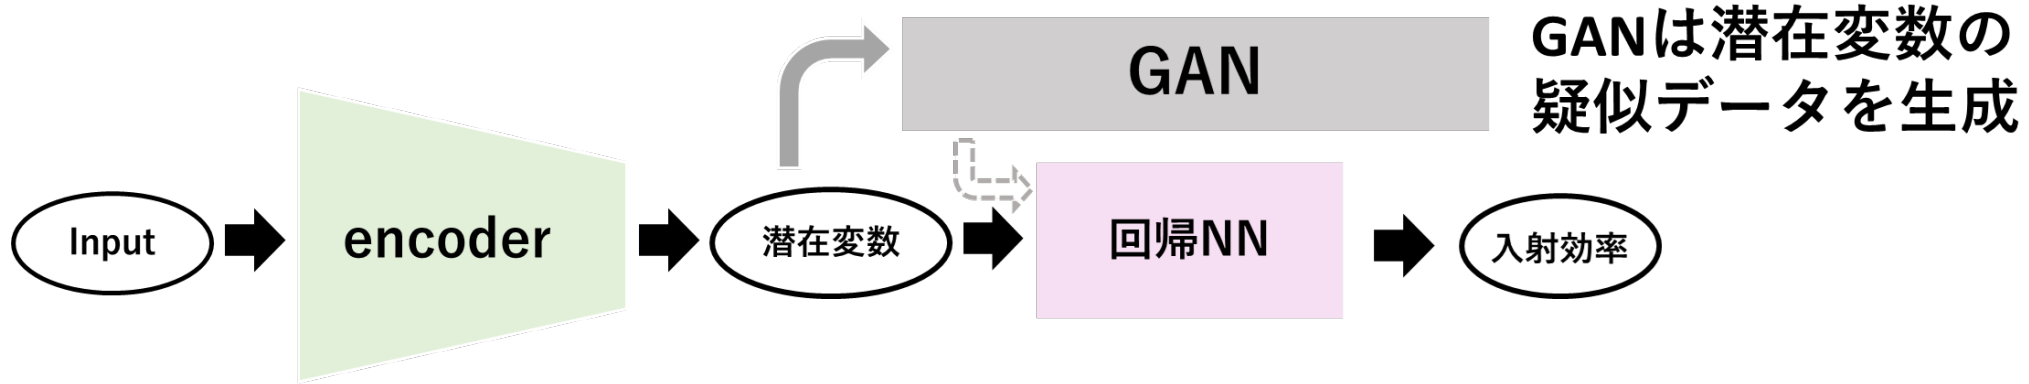 GAN
GANは潜在変数の
疑似データを生成
Input
encoder
潜在変数
回帰NN
入射効率